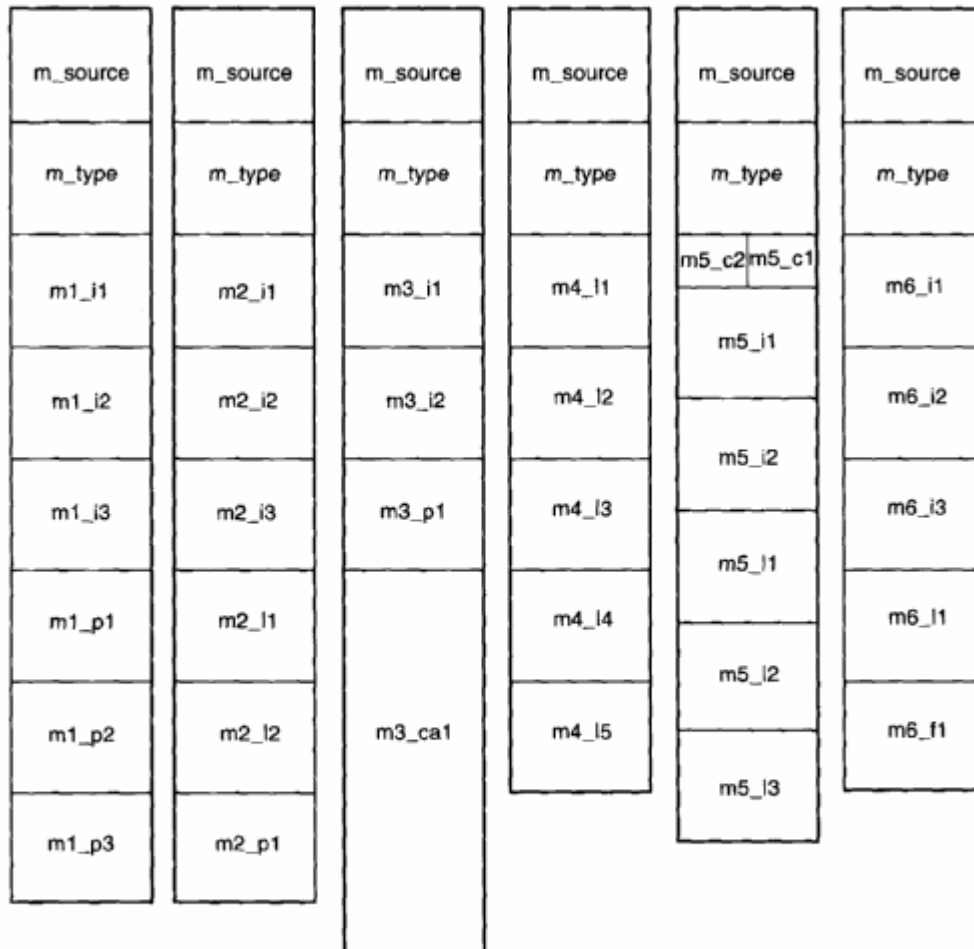 m_source m_source m_source m_source m_source m_source
m_type m_type m_type m_type m_type m_type
m5_c2 m5_c1
m1_i1 m2_i1 m3_i1 m4_l1 m6_i1
m5_i1
m1_i2 m2_i2 m3_i2 m4_l2 m6_i2
m5_i2
m1_i3 m2_i3 m3_p1 m4_l3 m6_i3
m5_l1
m1_p1 m2_l1 m4_l4 m6_l1
m5_l2
m1_p2 m2_l2 m3_ca1 m4_l5 m6_f1
m5_l3
m1_p3 m2_p1